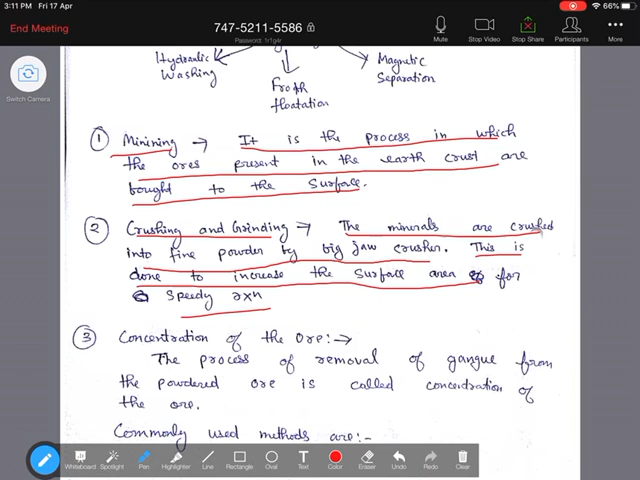 3:11 PM Fri 17 Apr
66%
End Meeting
747-5211-5586
Password: 1r1g4r
Mute
Stop Video
Stop Share
Participants
More
Switch Camera
Hydraulic Washing
Froth floatation
Magnetic Separation
① Minining → It is the process in which
the ores present in the earth crust are
bought to the Surface.
② Crushing and Grinding → The minerals are crushed
into fine powder by big jaw crusher. This is
done to increase the surface area for
Speedy rxn
③ Concentration of the Ore:→
The process of removal of gangue from
the powdered ore is called concentration of
the ore.
Commonly used methods are:-
Whiteboard
Spotlight
Pen
Highlighter
Line
Rectangle
Oval
Text
Color
Eraser
Undo
Redo
Clear